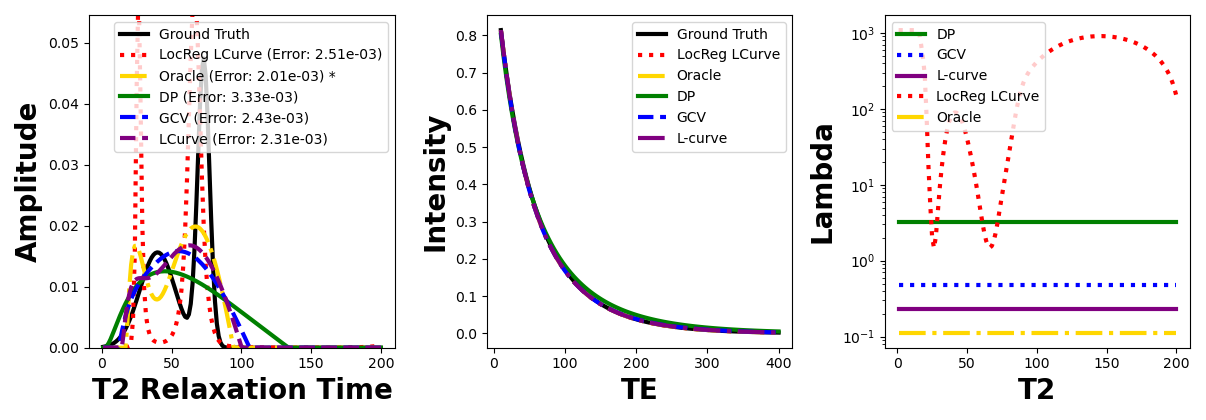 0.05
0.04
0.03
0.02
0.01
0.00
Amplitude
Ground Truth
LocReg LCurve (Error: 2.51e-03)
Oracle (Error: 2.01e-03) *
DP (Error: 3.33e-03)
GCV (Error: 2.43e-03)
LCurve (Error: 2.31e-03)
0 50 100 150 200
T2 Relaxation Time
0.8
0.7
0.6
0.5
0.4
0.3
0.2
0.1
0.0
Intensity
Ground Truth
LocReg LCurve
Oracle
DP
GCV
L-curve
0 100 200 300 400
TE
10³
10²
10¹
10⁰
10⁻¹
Lambda
DP
GCV
L-curve
LocReg LCurve
Oracle
0 50 100 150 200
T2